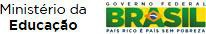 Ministério da
Educação
GOVERNO FEDERAL
BRASIL
PAÍS RICO É PAÍS SEM POBREZA